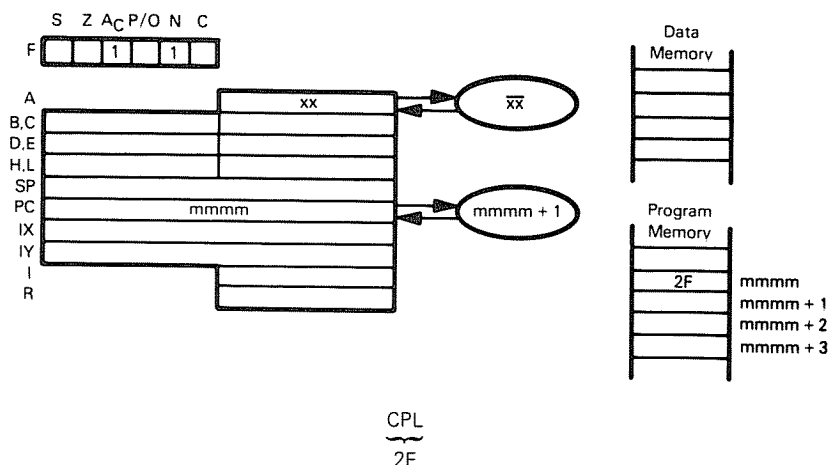 S Z AC P/O N C
F 1 1
Data
Memory
A xx x̅x̅
B,C
D,E
H,L
SP
PC mmmm mmmm + 1
IX
IY
I
R
Program
Memory
2F mmmm
mmmm + 1
mmmm + 2
mmmm + 3
CPL
2F